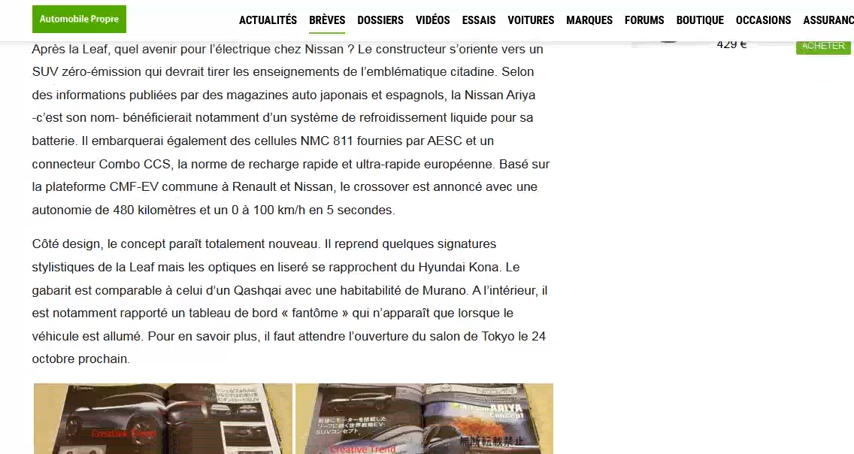 Automobile Propre
ACTUALITÉS BRÈVES DOSSIERS VIDÉOS ESSAIS VOITURES MARQUES FORUMS BOUTIQUE OCCASIONS ASSURANC
429 €
ACHETER
Après la Leaf, quel avenir pour l’électrique chez Nissan ? Le constructeur s’oriente vers un
SUV zéro-émission qui devrait tirer les enseignements de l’emblématique citadine. Selon
des informations publiées par des magazines auto japonais et espagnols, la Nissan Ariya
-c’est son nom- bénéficierait notamment d’un système de refroidissement liquide pour sa
batterie. Il embarquerai également des cellules NMC 811 fournies par AESC et un
connecteur Combo CCS, la norme de recharge rapide et ultra-rapide européenne. Basé sur
la plateforme CMF-EV commune à Renault et Nissan, le crossover est annoncé avec une
autonomie de 480 kilomètres et un 0 à 100 km/h en 5 secondes.
Côté design, le concept paraît totalement nouveau. Il reprend quelques signatures
stylistiques de la Leaf mais les optiques en liseré se rapprochent du Hyundai Kona. Le
gabarit est comparable à celui d’un Qashqai avec une habitabilité de Murano. A l’intérieur, il
est notamment rapporté un tableau de bord « fantôme » qui n’apparaît que lorsque le
véhicule est allumé. Pour en savoir plus, il faut attendre l’ouverture du salon de Tokyo le 24
octobre prochain.
Creative Trend
ARIYA
Concept
無断転載禁止
Creative Trend